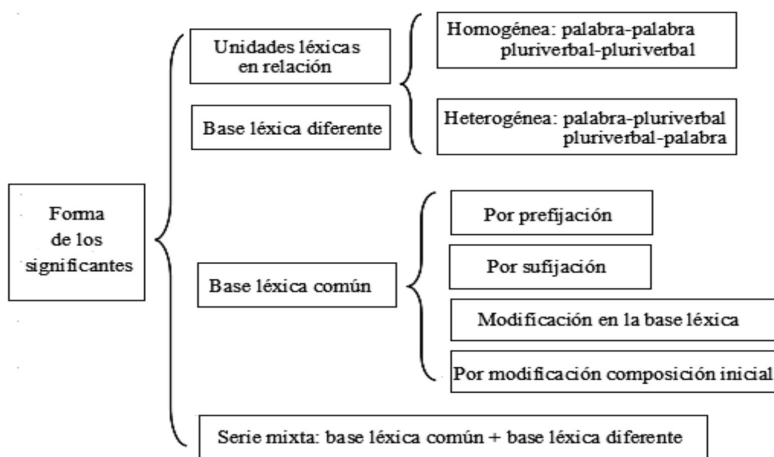 Forma
de los
significantes
Unidades léxicas
en relación
Base léxica diferente
Homogénea: palabra-palabra
pluriverbal-pluriverbal
Heterogénea: palabra-pluriverbal
pluriverbal-palabra
Base léxica común
Por prefijación
Por sufijación
Modificación en la base léxica
Por modificación composición inicial
Serie mixta: base léxica común + base léxica diferente